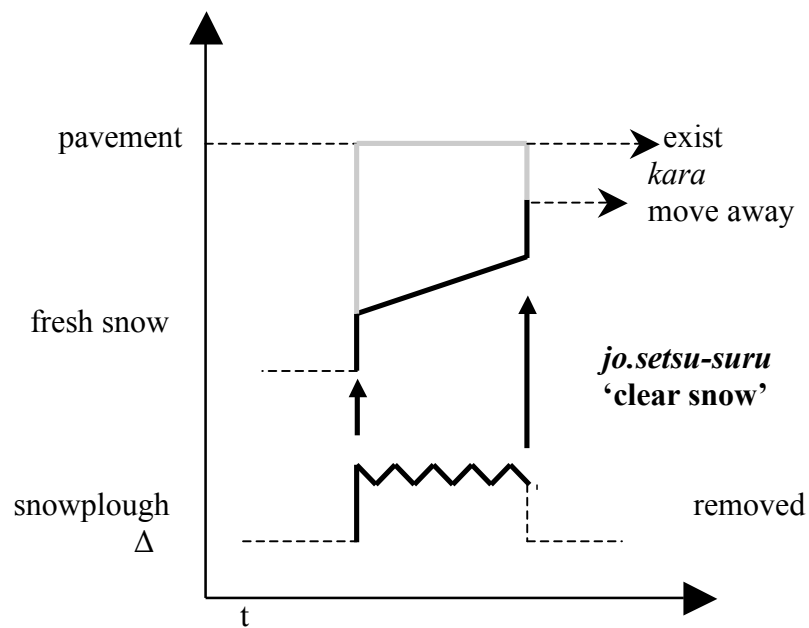 pavement
exist
kara
move away
fresh snow
jo.setsu-suru
‘clear snow’
snowplough
removed
Δ
t